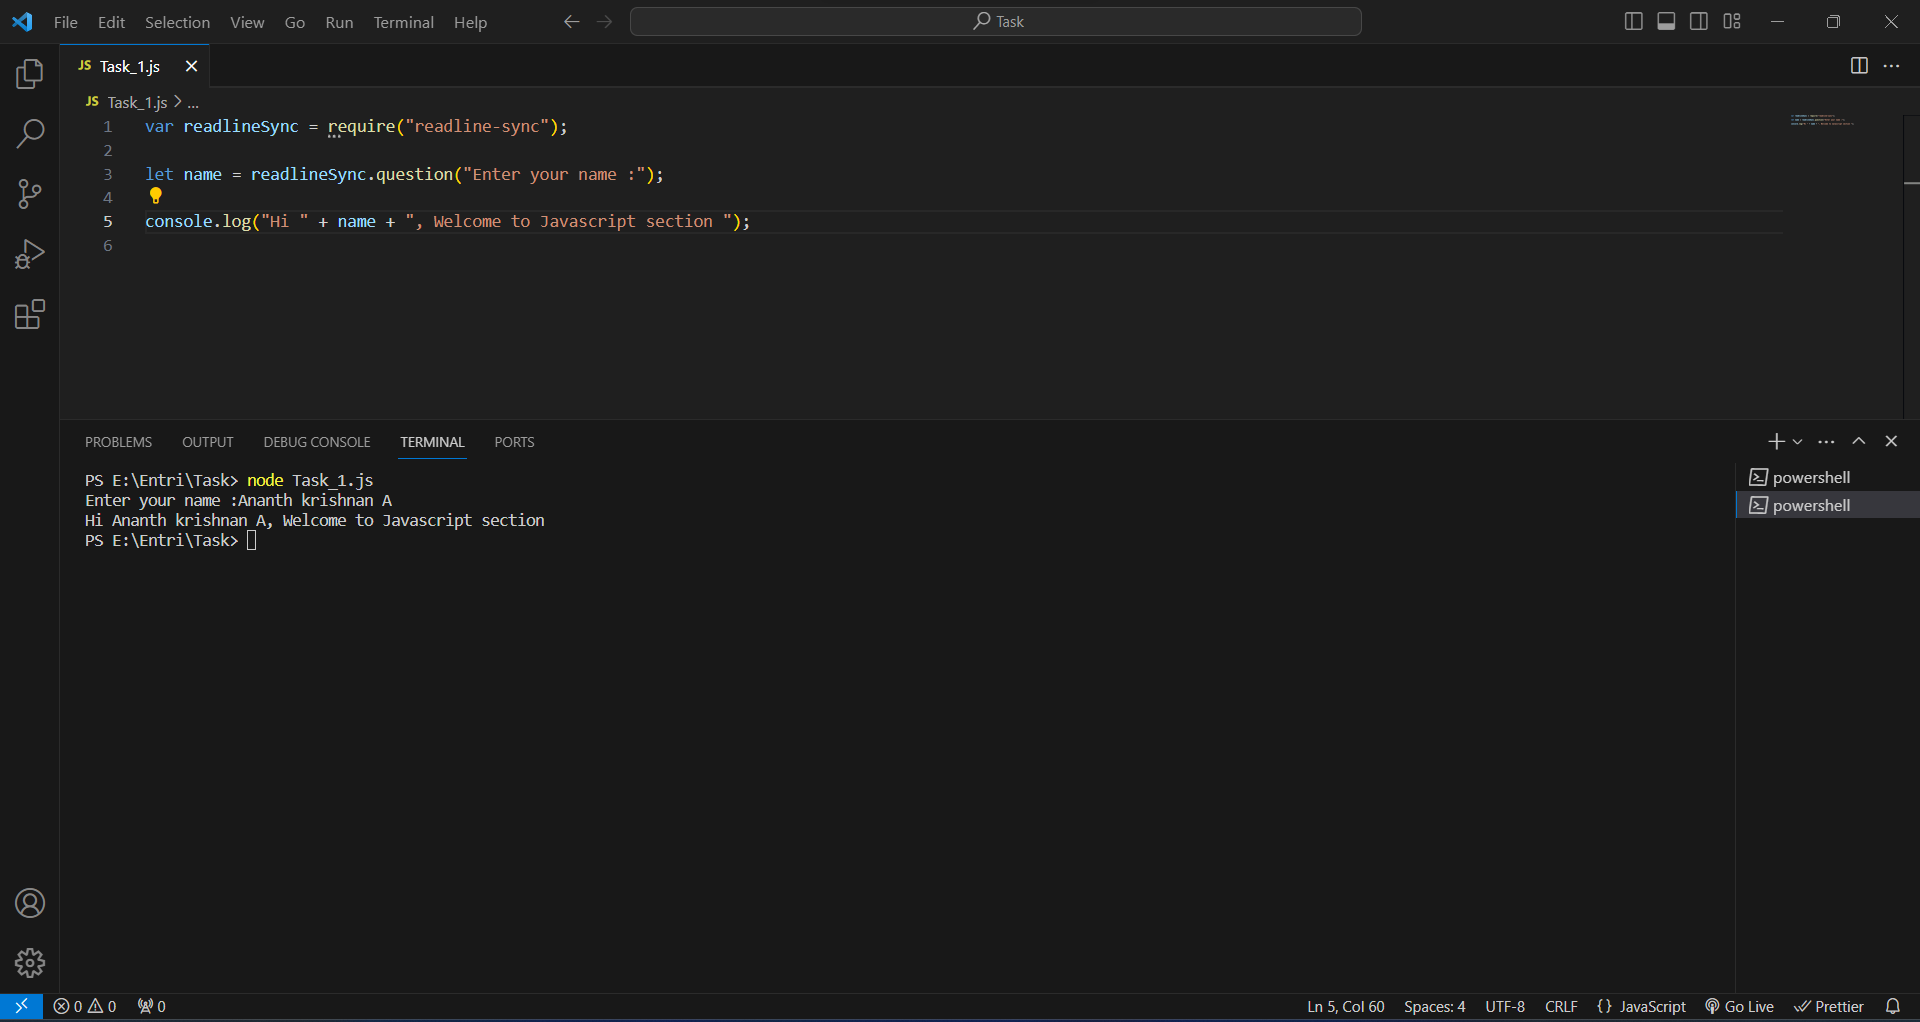 File Edit Selection View Go Run Terminal Help Task
JS Task_1.js
JS Task_1.js > ...
1 var readlineSync = require("readline-sync");
2
3 let name = readlineSync.question("Enter your name :");
4
5 console.log("Hi " + name + ", Welcome to Javascript section ");
6
PROBLEMS OUTPUT DEBUG CONSOLE TERMINAL PORTS
PS E:\Entri\Task> node Task_1.js
Enter your name :Ananth krishnan A
Hi Ananth krishnan A, Welcome to Javascript section
PS E:\Entri\Task>
powershell
powershell
0 0 0 Ln 5, Col 60 Spaces: 4 UTF-8 CRLF {} JavaScript Go Live Prettier